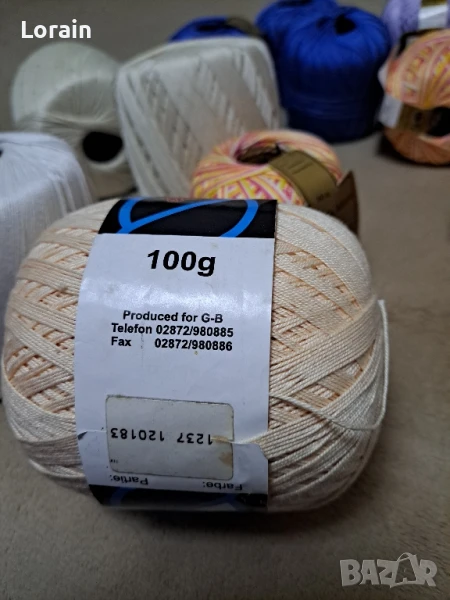 Lorain
100g
Produced for G-B
Telefon 02872/980885
Fax 02872/980886
1237 120183
Partie:
Farbe:
BAZAR